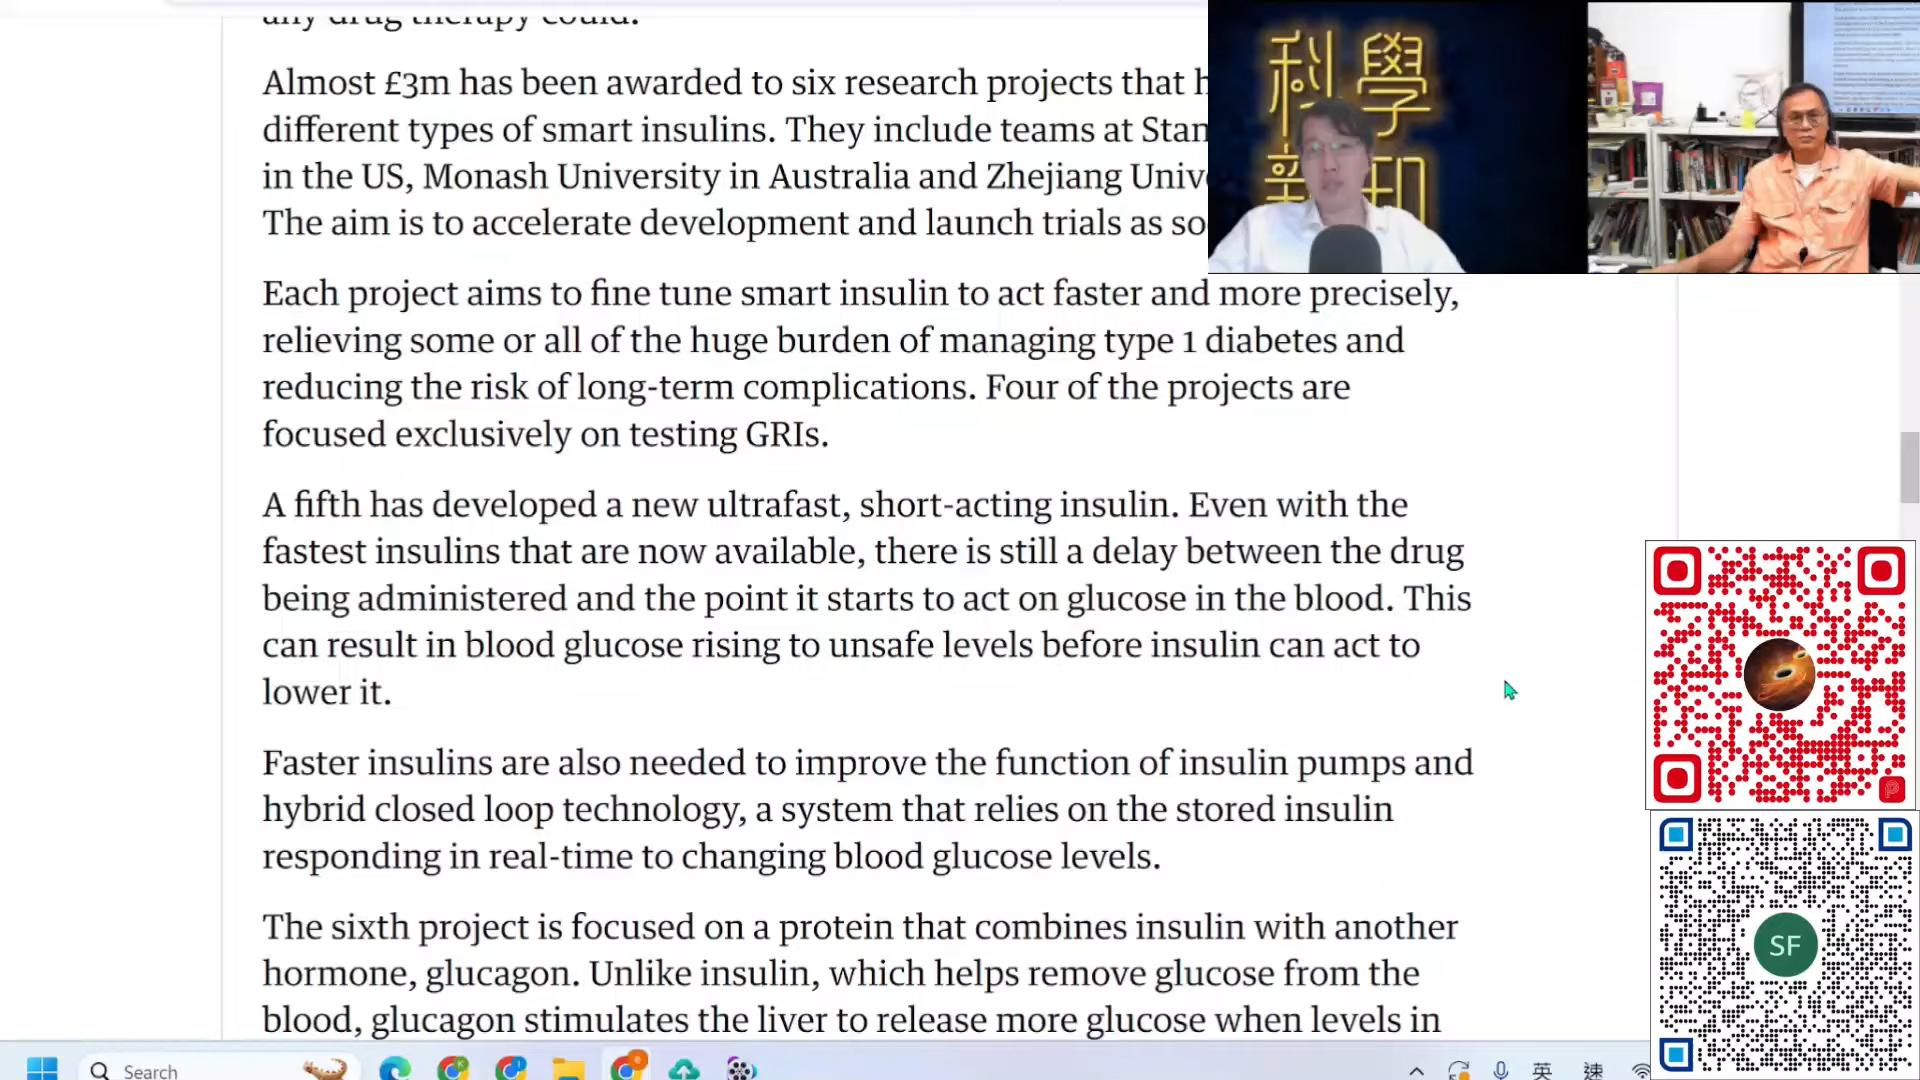 any drug therapy could.
Almost £3m has been awarded to six research projects that h
different types of smart insulins. They include teams at Stan
in the US, Monash University in Australia and Zhejiang Unive
The aim is to accelerate development and launch trials as so
Each project aims to fine tune smart insulin to act faster and more precisely,
relieving some or all of the huge burden of managing type 1 diabetes and
reducing the risk of long-term complications. Four of the projects are
focused exclusively on testing GRIs.
A fifth has developed a new ultrafast, short-acting insulin. Even with the
fastest insulins that are now available, there is still a delay between the drug
being administered and the point it starts to act on glucose in the blood. This
can result in blood glucose rising to unsafe levels before insulin can act to
lower it.
Faster insulins are also needed to improve the function of insulin pumps and
hybrid closed loop technology, a system that relies on the stored insulin
responding in real-time to changing blood glucose levels.
The sixth project is focused on a protein that combines insulin with another
hormone, glucagon. Unlike insulin, which helps remove glucose from the
blood, glucagon stimulates the liver to release more glucose when levels in
科學
新知
SF
Search
英 速